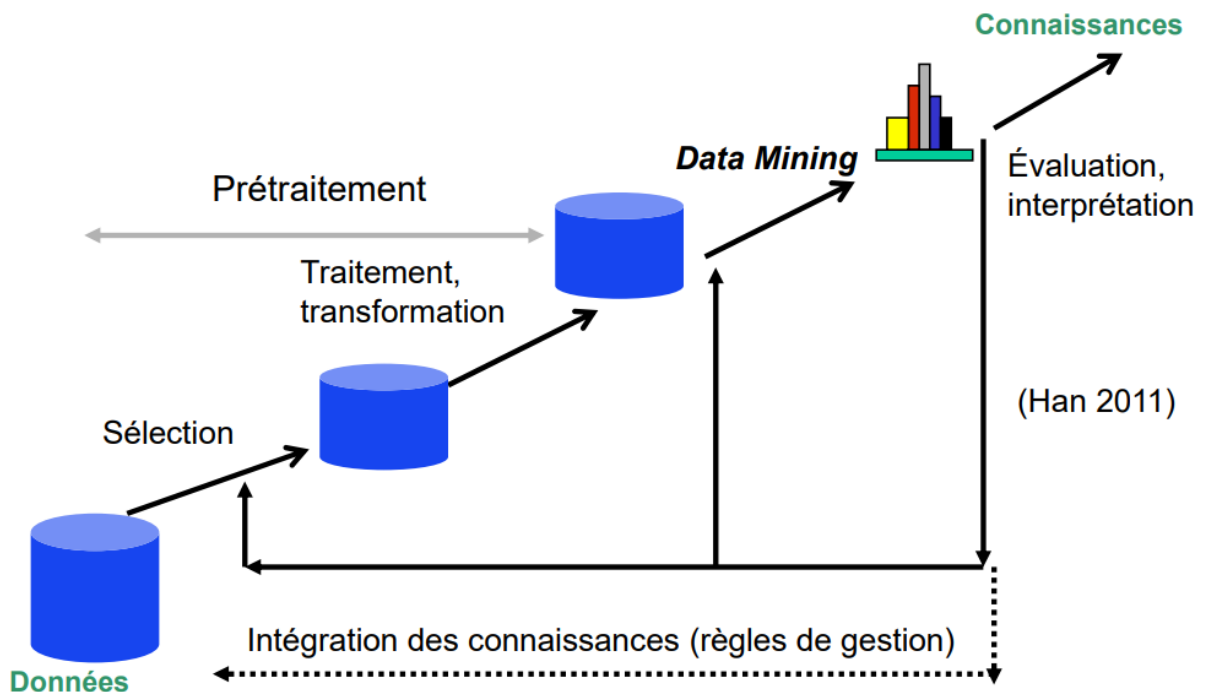 Connaissances
Data Mining
Évaluation,
interprétation
Prétraitement
Traitement,
transformation
(Han 2011)
Sélection
Intégration des connaissances (règles de gestion)
Données